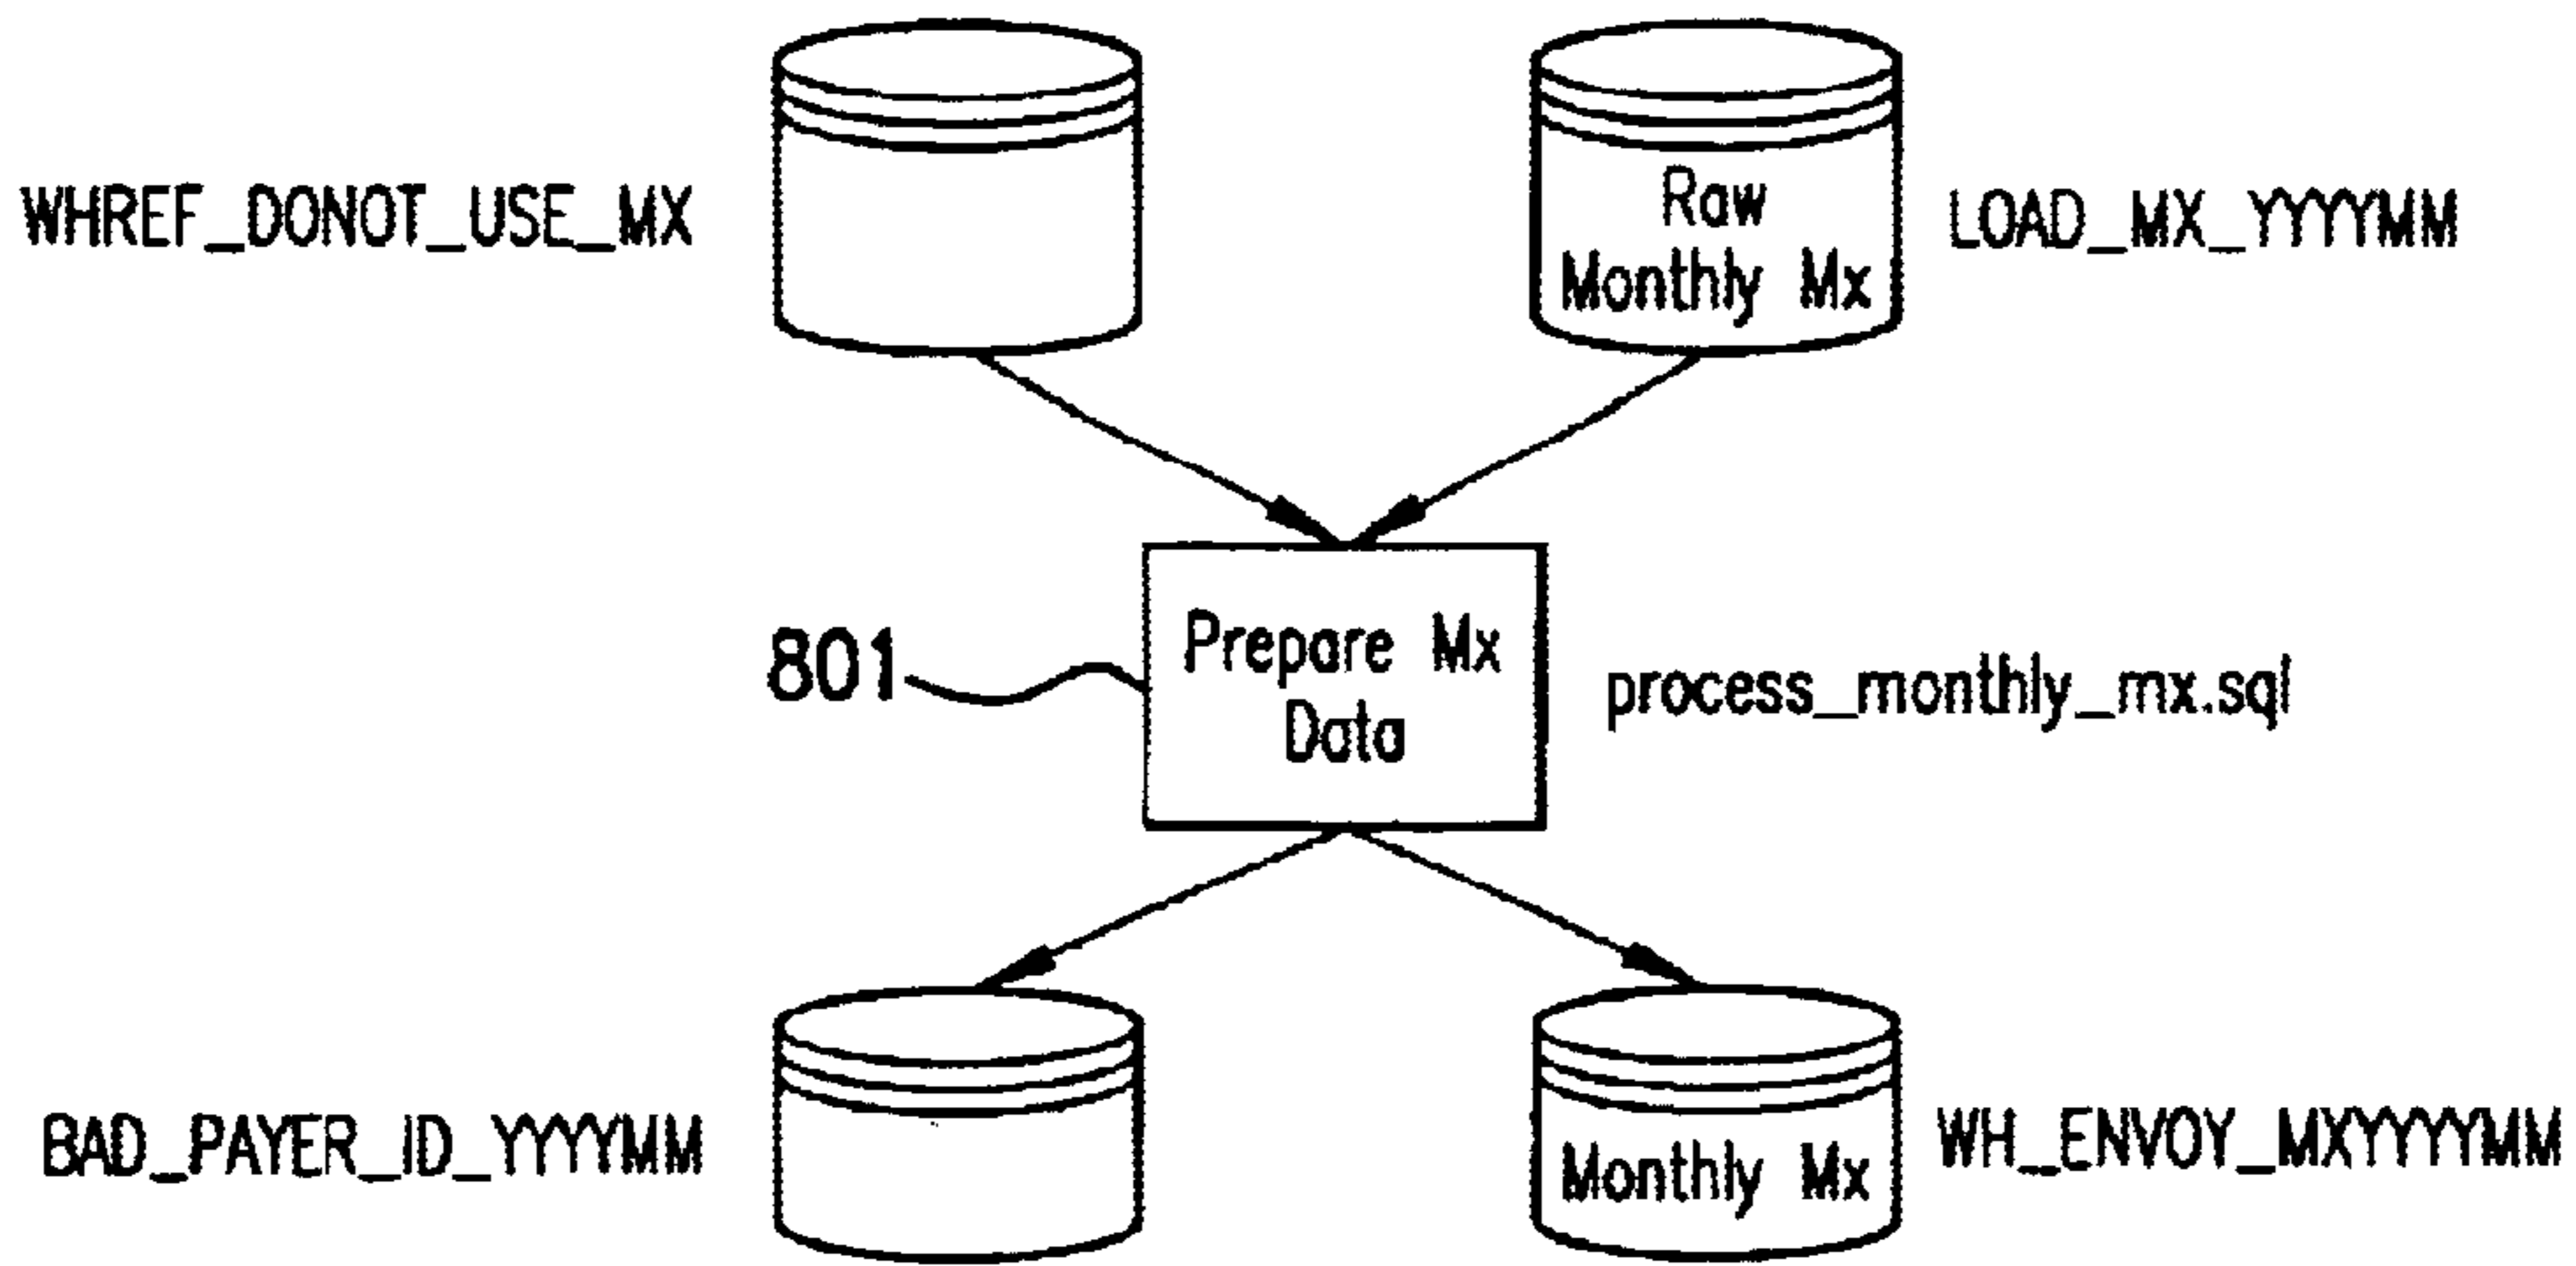 WHREF_DONOT_USE_MX
Raw
Monthly Mx
LOAD_MX_YYYYMM
801
Prepare Mx
Data
process_monthly_mx.sql
BAD_PAYER_ID_YYYYMM
Monthly Mx
WH_ENVOY_MXYYYYMM